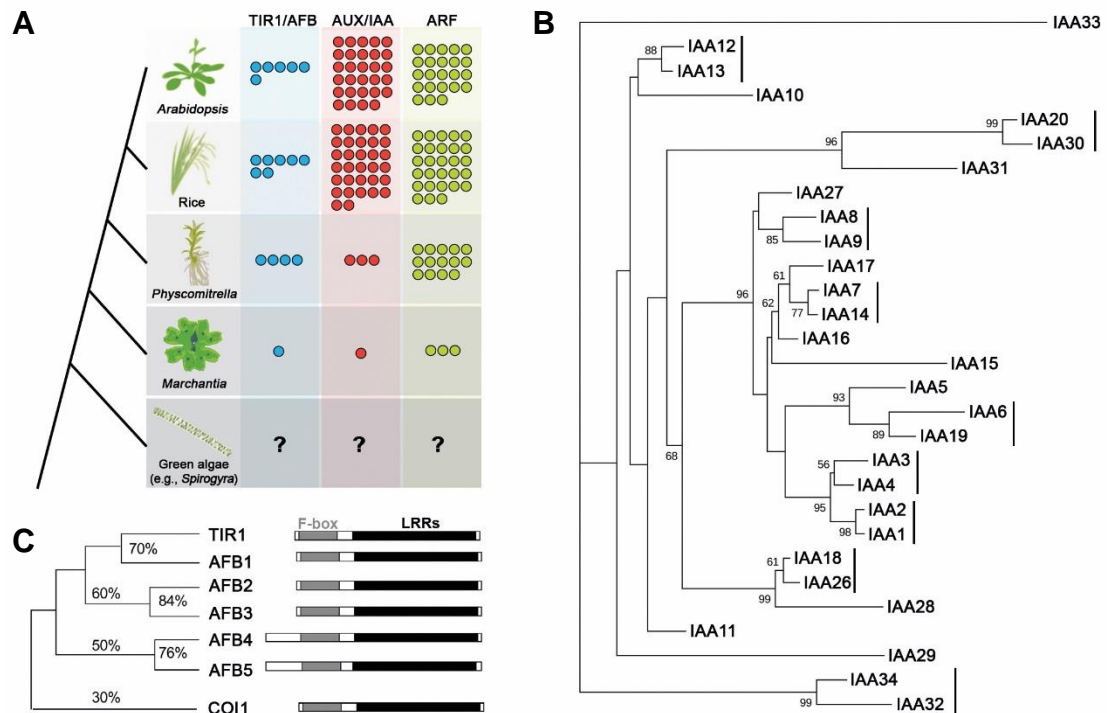 A
TIR1/AFB AUX/IAA ARF
Arabidopsis
Rice
Physcomitrella
Marchantia
Green algae
(e.g., Spirogyra)
? ? ?
B
IAA33
88
IAA12
IAA13
IAA10
99
IAA20
96
IAA30
IAA31
IAA27
IAA8
85
IAA9
61
IAA17
96
IAA7
62
77
IAA14
IAA16
IAA15
93
IAA5
IAA6
89
IAA19
68
56
IAA3
IAA4
95
IAA2
98
IAA1
61
IAA18
IAA26
99
IAA28
IAA11
IAA29
IAA34
99
IAA32
C
F-box LRRs
TIR1
70%
AFB1
AFB2
60%
84%
AFB3
AFB4
50%
76%
AFB5
30%
COI1